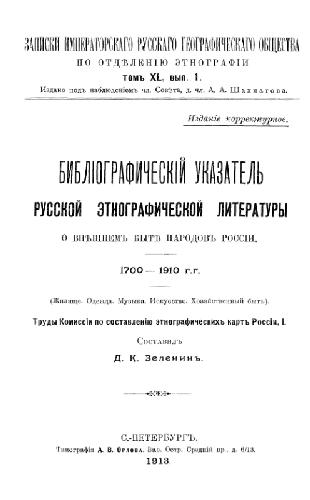 ЗАПИСКИ ИМПЕРАТОРСКАГО РУССКАГО ГЕОГРАФИЧЕСКАГО ОБЩЕСТВА
ПО ОТДѢЛЕНІЮ ЭТНОГРАФІИ
Томъ XL, вып. 1.
Издано подъ наблюденіемъ чл. Совѣта, д. чл. А. А. Шахматова.
Изданіе корректурное.
БИБЛІОГРАФИЧЕСКІЙ УКАЗАТЕЛЬ
РУССКОЙ ЭТНОГРАФИЧЕСКОЙ ЛИТЕРАТУРЫ
О ВНѢШНЕМЪ БЫТѢ НАРОДОВЪ РОССІИ.
1700—1910 г.г.
(Жилище. Одежда. Музыка. Искусство. Хозяйственный бытъ).
Труды Комиссіи по составленію этнографическихъ картъ Россіи, I.
Составилъ
Д. К. Зеленинъ.
С.-ПЕТЕРБУРГЪ.
Типографія А. В. Орлова. Вас. Остр. Средній пр., д. 6/13.
1913